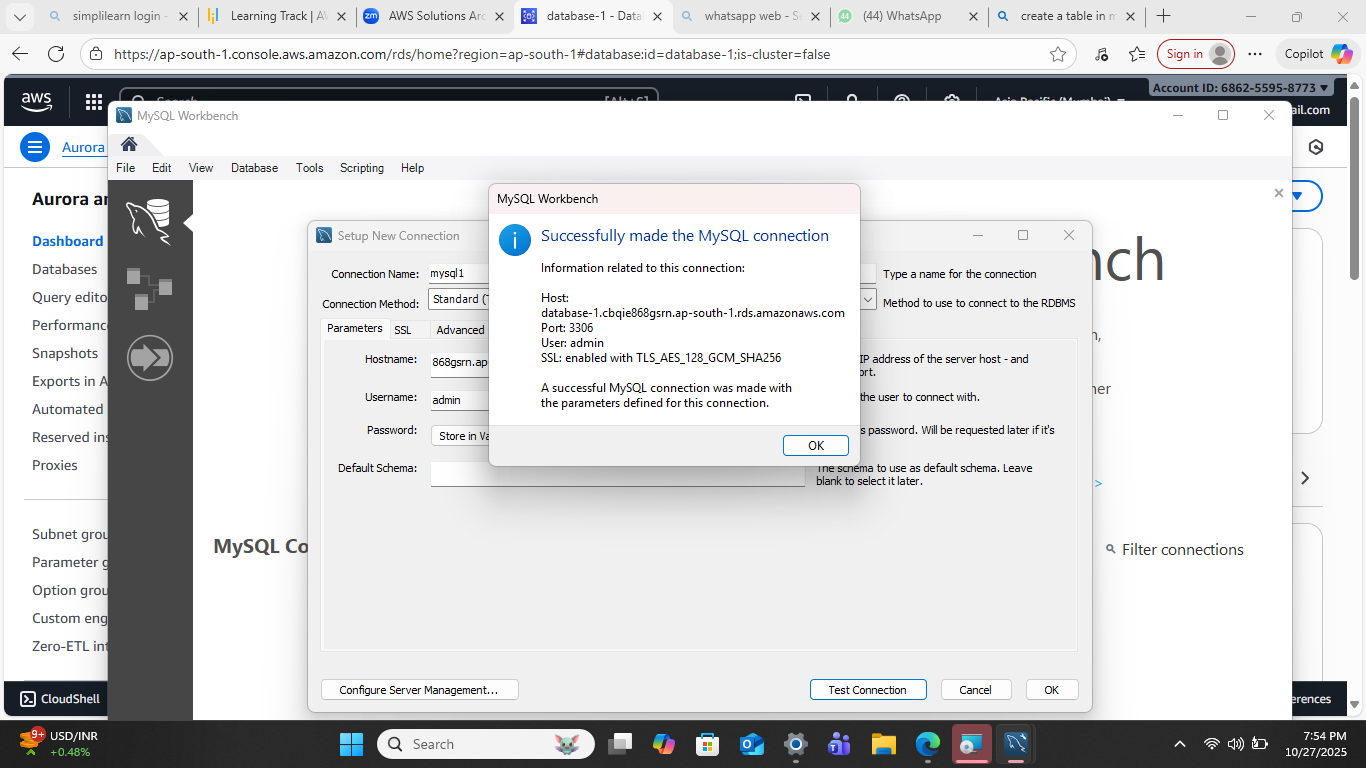 simplilearn login -
Learning Track | AW
AWS Solutions Arc
database-1 - Data
whatsapp web - Se
(44) WhatsApp
create a table in m
https://ap-south-1.console.aws.amazon.com/rds/home?region=ap-south-1#database:id=database-1;is-cluster=false
Sign in
Copilot
aws
Search
[Alt+S]
Asia Pacific (Mumbai)
Account ID: 6862-5595-8773
ail.com
Aurora
MySQL Workbench
File Edit View Database Tools Scripting Help
Aurora an
Dashboard
Databases
Query edito
Performanc
Snapshots
Exports in A
Automated
Reserved ins
Proxies
Subnet grou
Parameter g
Option grou
Custom eng
Zero-ETL int
CloudShell
erences
nch
n,
ner
>
MySQL Co
Filter connections
Setup New Connection
Connection Name: mysql1
Type a name for the connection
Connection Method: Standard (T
Method to use to connect to the RDBMS
Parameters SSL Advanced
Hostname: 868gsrn.ap
IP address of the server host - and
ort.
Username: admin
the user to connect with.
Password: Store in Va
s password. Will be requested later if it's
Default Schema:
The schema to use as default schema. Leave
blank to select it later.
Configure Server Management...
Test Connection
Cancel
OK
MySQL Workbench
Successfully made the MySQL connection
Information related to this connection:
Host:
database-1.cbqie868gsrn.ap-south-1.rds.amazonaws.com
Port: 3306
User: admin
SSL: enabled with TLS_AES_128_GCM_SHA256
A successful MySQL connection was made with
the parameters defined for this connection.
OK
9+
USD/INR
+0.48%
Search
7:54 PM
10/27/2025